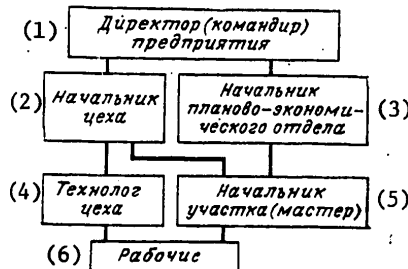 (1) Директор (командир)
предприятия
(2) Начальник
цеха
Начальник
планово-экономи-
ческого отдела (3)
(4) Технолог
цеха
Начальник
участка (мастер) (5)
(6) Рабочие